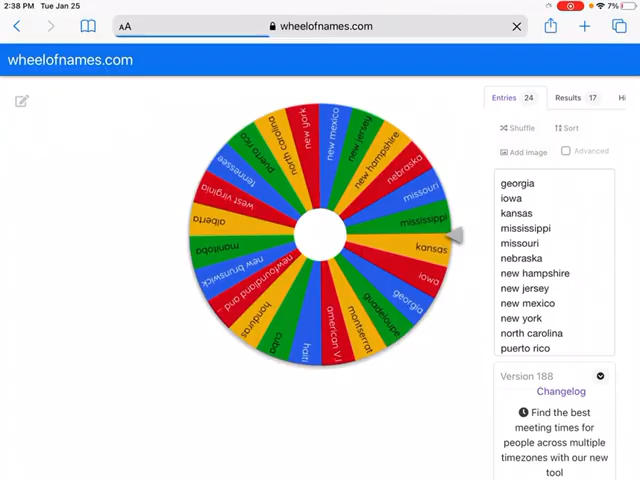 2:38 PM Tue Jan 25
7%
AA
wheelofnames.com
wheelofnames.com
Entries 24
Results 17
Hi
Shuffle
Sort
Add image
Advanced
georgia
iowa
kansas
mississippi
missouri
nebraska
new hampshire
new jersey
new mexico
new york
north carolina
puerto rico
Version 188
Changelog
Find the best
meeting times for
people across multiple
timezones with our new
tool
new mexico
new jersey
new hampshire
nebraska
missouri
mississippi
kansas
iowa
georgia
guadeloupe
montserrat
american V.I
haiti
cuba
honduras
newfoundland and ...
new brunswick
manitoba
alberta
west virginia
tennessee
puerto rico
north carolina
new york